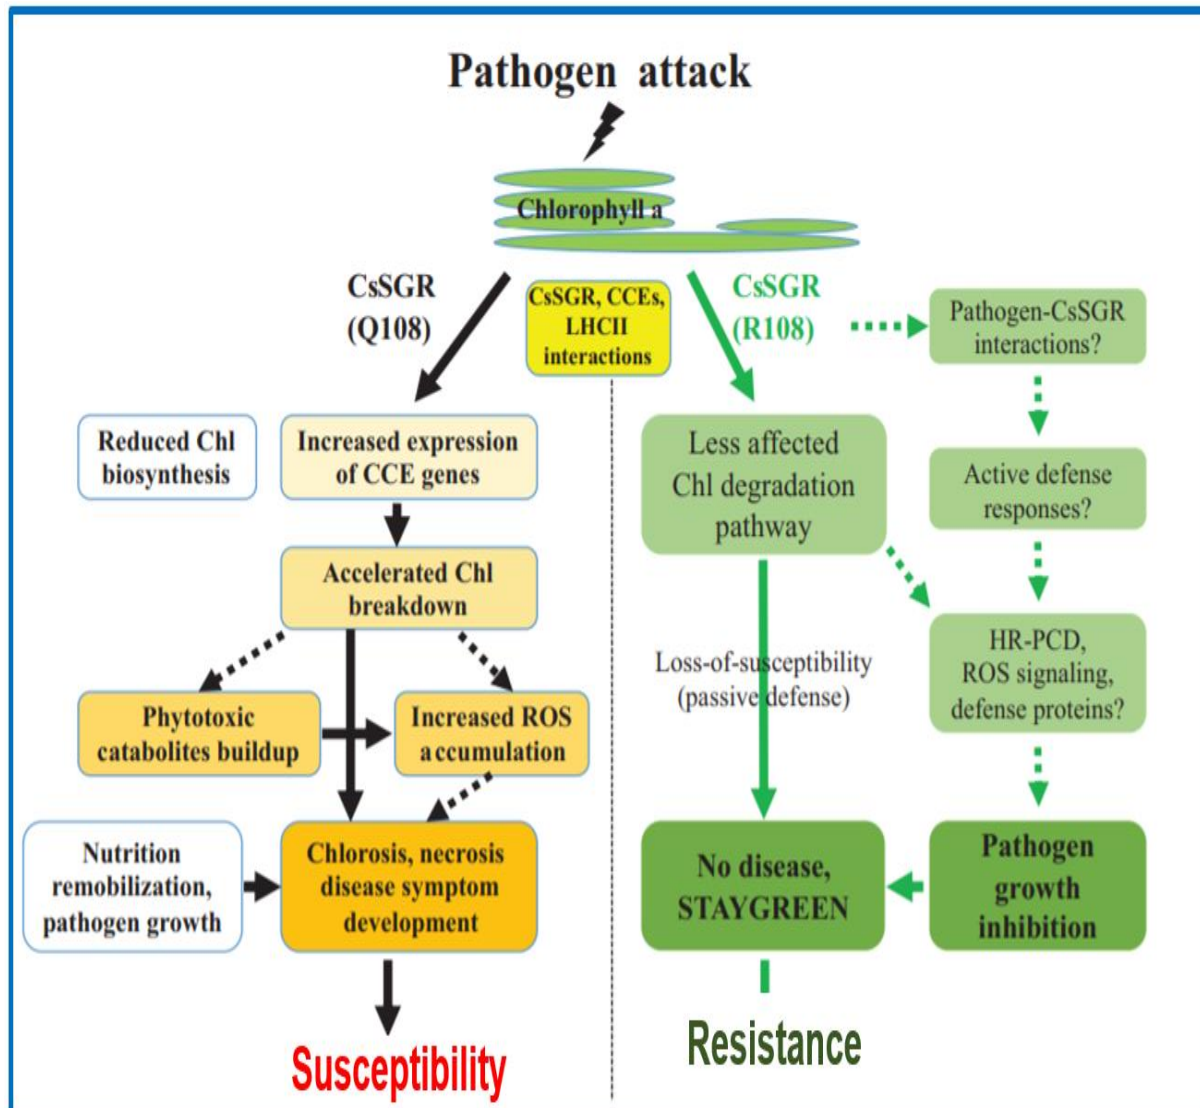 Pathogen attack
Chlorophyll a
CsSGR
(Q108)
CsSGR, CCEs,
LHCII
interactions
CsSGR
(R108)
Pathogen-CsSGR
interactions?
Reduced Chl
biosynthesis
Increased expression
of CCE genes
Less affected
Chl degradation
pathway
Active defense
responses?
Accelerated Chl
breakdown
HR-PCD,
ROS signaling,
defense proteins?
Loss-of-susceptibility
(passive defense)
Phytotoxic
catabolites buildup
Increased ROS
accumulation
Nutrition
remobilization,
pathogen growth
Chlorosis, necrosis
disease symptom
development
No disease,
STAYGREEN
Pathogen
growth
inhibition
Susceptibility
Resistance